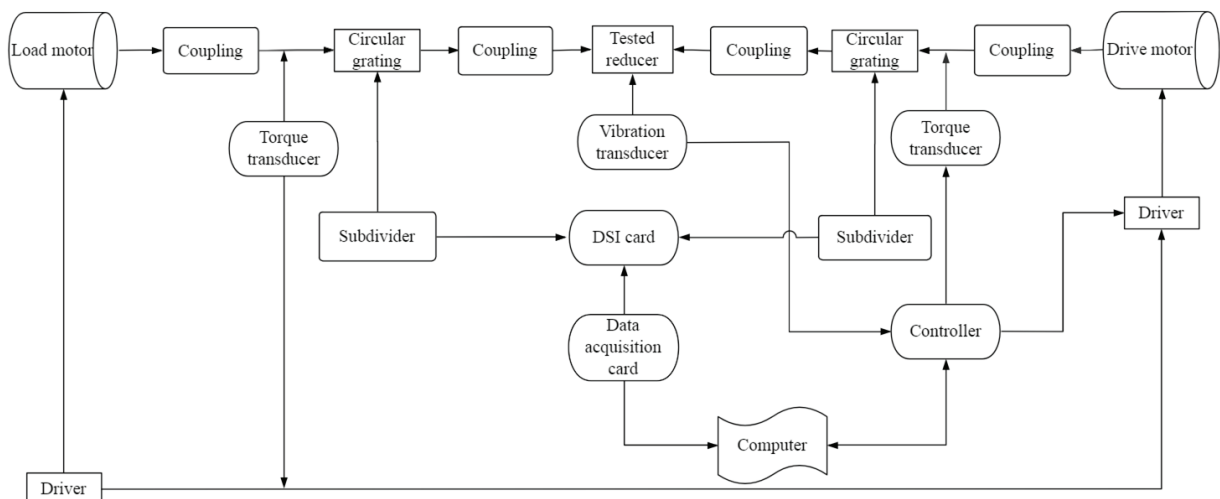 Load motor
Coupling
Circular
grating
Coupling
Tested
reducer
Coupling
Circular
grating
Coupling
Drive motor
Torque
transducer
Vibration
transducer
Torque
transducer
Subdivider
DSI card
Subdivider
Driver
Data
acquisition
card
Controller
Computer
Driver